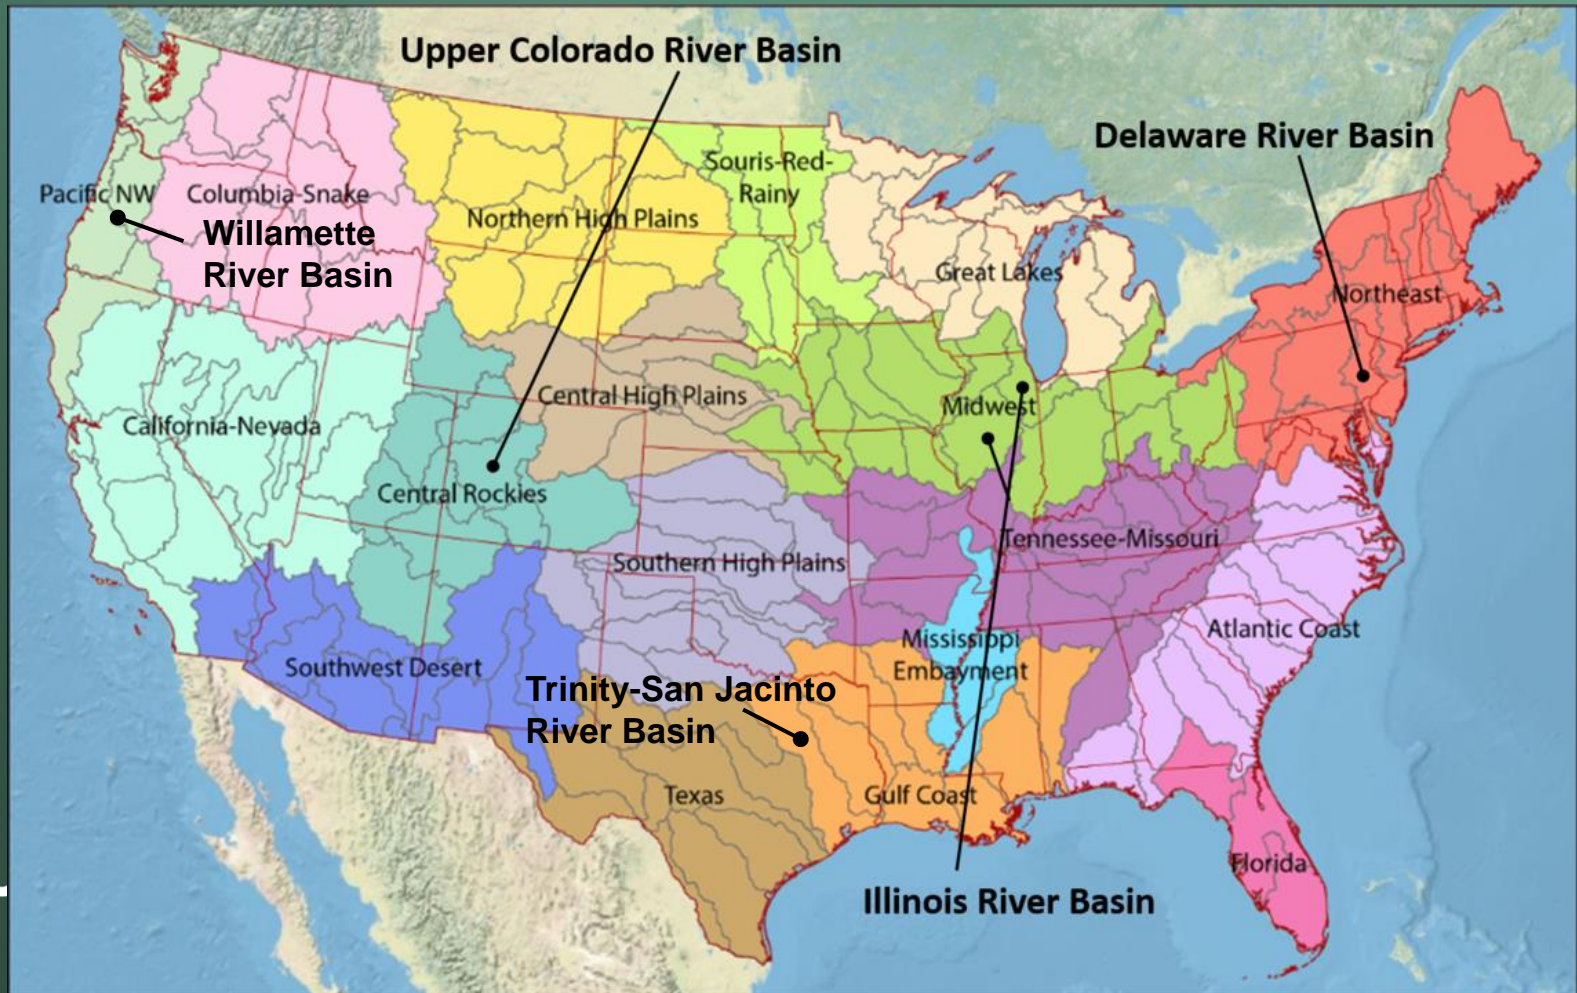 Upper Colorado River Basin
Delaware River Basin
Souris-Red-
Rainy
Pacific NW
Columbia-Snake
Northern High Plains
Willamette
River Basin
Great Lakes
Northeast
Central High Plains
Midwest
California-Nevada
Central Rockies
Tennessee-Missouri
Southern High Plains
Atlantic Coast
Mississippi
Embayment
Southwest Desert
Trinity-San Jacinto
River Basin
Texas
Gulf Coast
Florida
Illinois River Basin